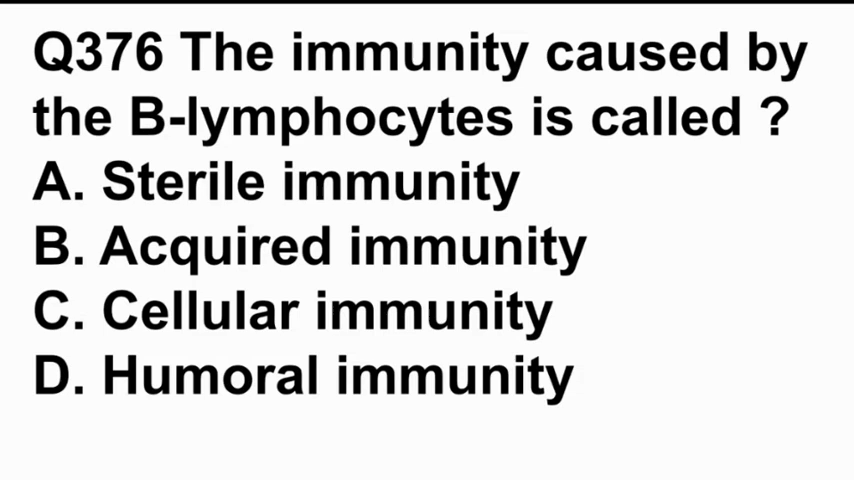 Q376 The immunity caused by
the B-lymphocytes is called ?
A. Sterile immunity
B. Acquired immunity
C. Cellular immunity
D. Humoral immunity